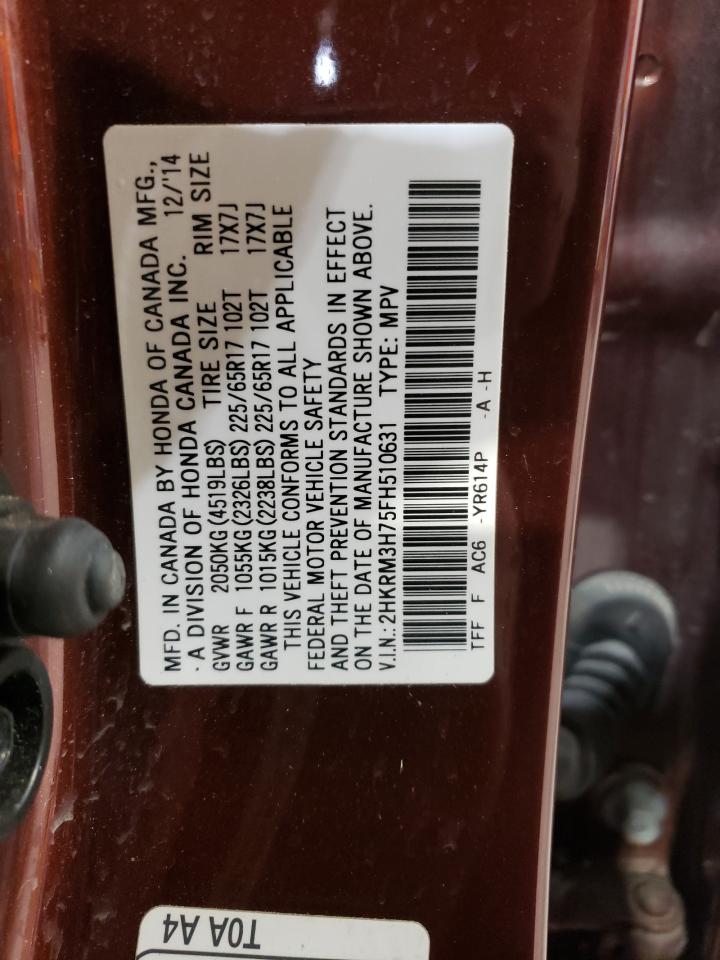 MFD. IN CANADA BY HONDA OF CANADA MFG.,
A DIVISION OF HONDA CANADA INC. 12/'14
GVWR 2050KG(4519LBS) TIRE SIZE RIM SIZE
GAWR F 1055KG(2326LBS) 225/65R17 102T 17X7J
GAWR R 1015KG(2238LBS) 225/65R17 102T 17X7J
THIS VEHICLE CONFORMS TO ALL APPLICABLE
FEDERAL MOTOR VEHICLE SAFETY
AND THEFT PREVENTION STANDARDS IN EFFECT
ON THE DATE OF MANUFACTURE SHOWN ABOVE.
V.I.N.: 2HKRM3H75FH510631 TYPE: MPV
TFF F AC6 -YR614P -A -H
T0A A4